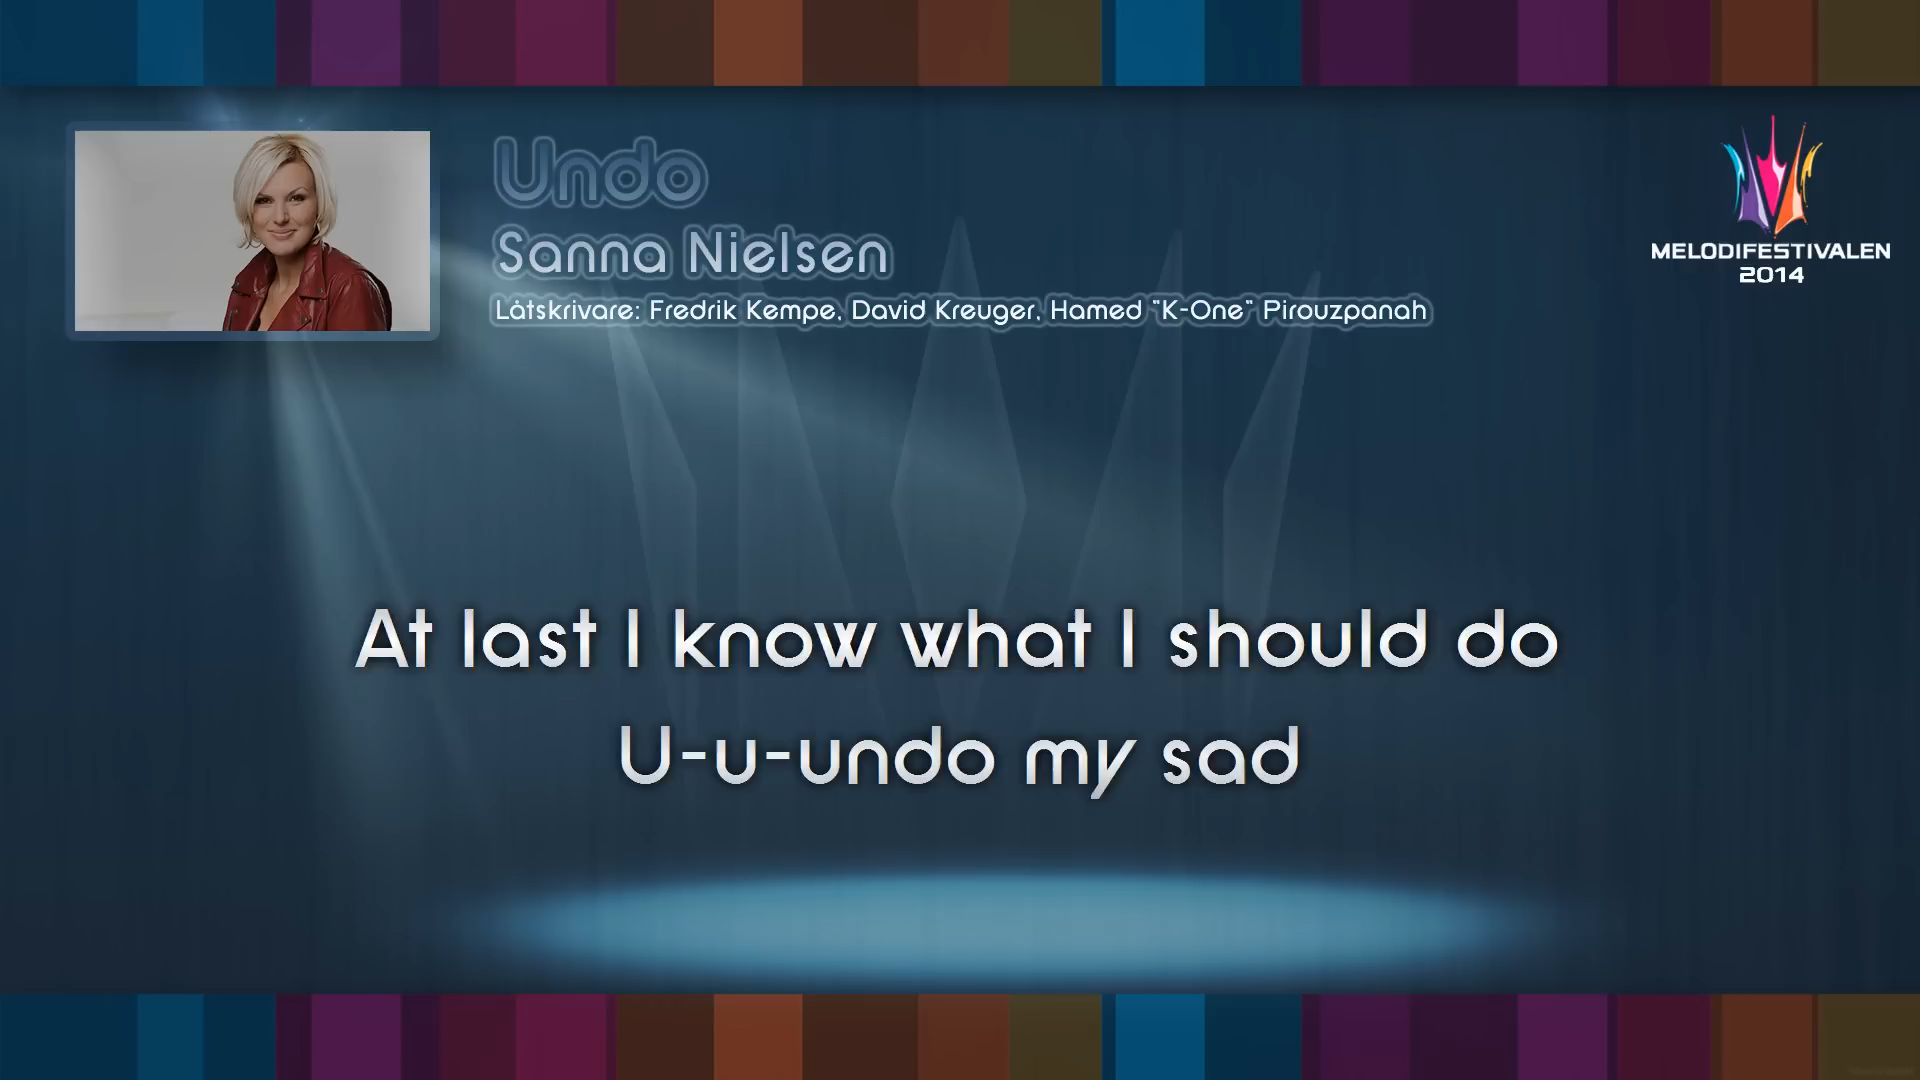 Undo
Sanna Nielsen
Låtskrivare: Fredrik Kempe, David Kreuger, Hamed "K-One" Pirouzpanah
MELODIFESTIVALEN
2014
At last I know what I should do
U-u-undo my sad